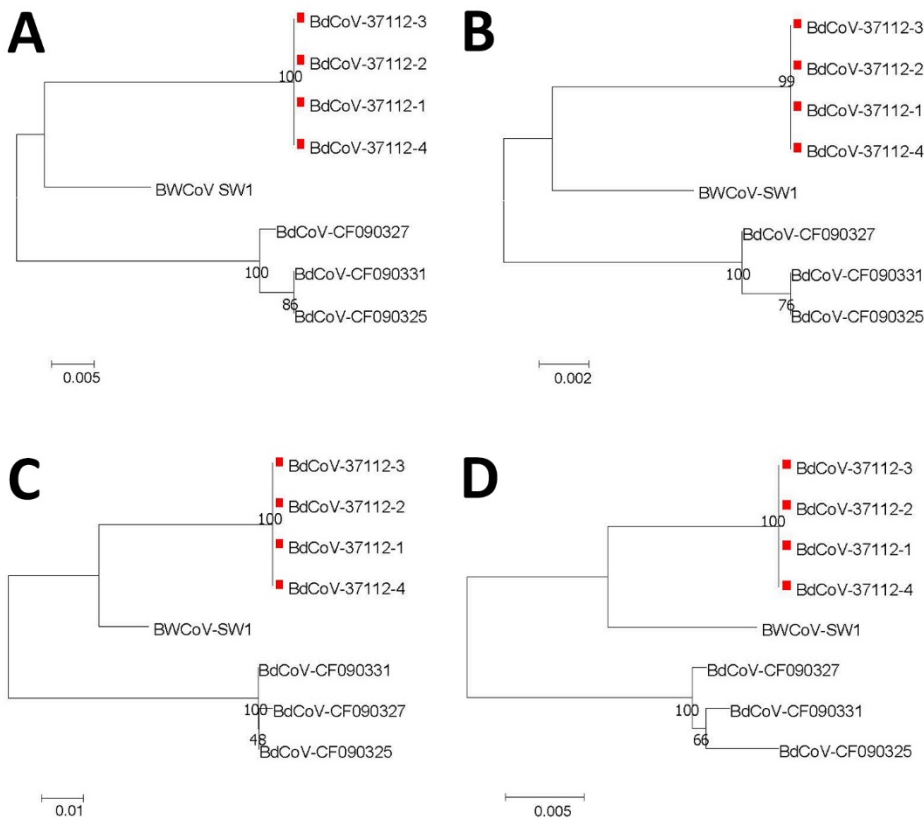 A
BdCoV-37112-3
BdCoV-37112-2
100
BdCoV-37112-1
BdCoV-37112-4
BWCoV SW1
BdCoV-CF090327
100
BdCoV-CF090331
86
BdCoV-CF090325
0.005
B
BdCoV-37112-3
BdCoV-37112-2
99
BdCoV-37112-1
BdCoV-37112-4
BWCoV-SW1
BdCoV-CF090327
100
BdCoV-CF090331
76
BdCoV-CF090325
0.002
C
BdCoV-37112-3
BdCoV-37112-2
100
BdCoV-37112-1
BdCoV-37112-4
BWCoV-SW1
BdCoV-CF090331
100
BdCoV-CF090327
48
BdCoV-CF090325
0.01
D
BdCoV-37112-3
BdCoV-37112-2
100
BdCoV-37112-1
BdCoV-37112-4
BWCoV-SW1
BdCoV-CF090327
100
BdCoV-CF090331
66
BdCoV-CF090325
0.005